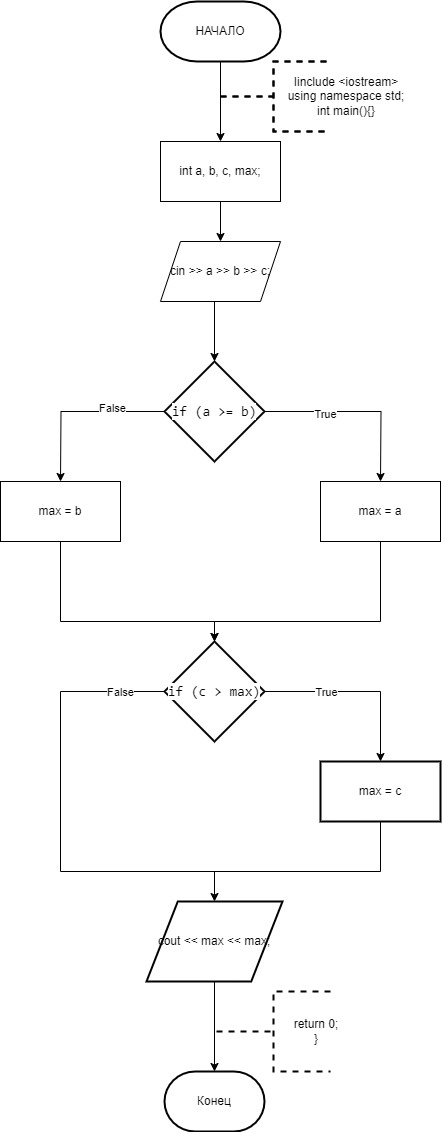 НАЧАЛО
Iinclude <iostream>
using namespace std;
int main(){}
int a, b, c, max;
cin >> a >> b >> c;
if (a >= b)
False
True
max = b
max = a
if (c > max)
False
True
max = c
cout << max << max;
return 0;
}
Конец